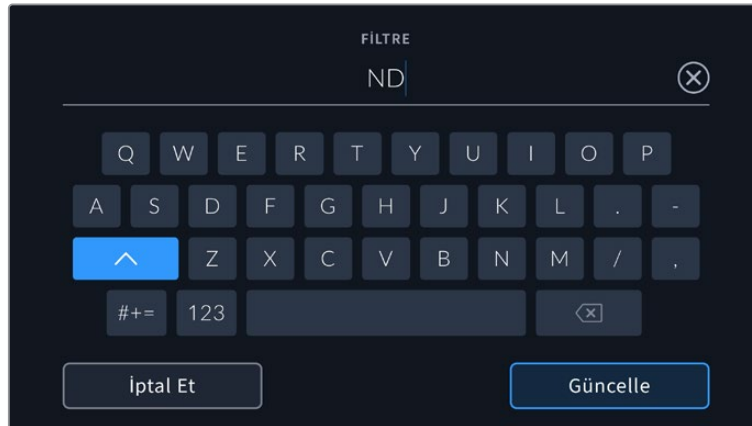 FİLTRE
ND
Q W E R T Y U I O P
A S D F G H J K L . -
Z X C V B N M / ,
#+= 123
İptal Et Güncelle